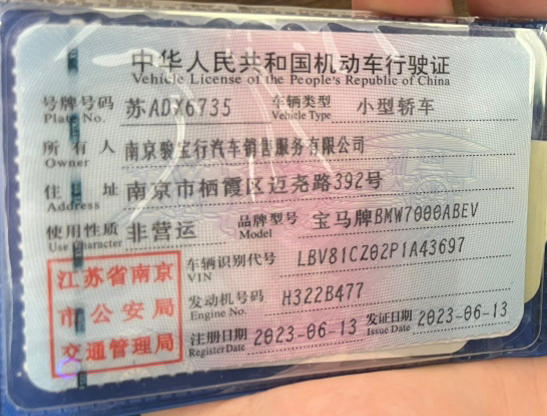 中华人民共和国机动车行驶证
Vehicle License of the People's Republic of China
号牌号码 苏ADX6735 车辆类型 小型轿车
Plate No. Vehicle Type
所有人 南京骏宝行汽车销售服务有限公司
Owner
住址 南京市栖霞区迈尧路392号
Address
使用性质 非营运 品牌型号 宝马牌BMW7000ABEV
Use Character Model
江苏省南京
市公安局
交通管理局
车辆识别代号 LBV81CZ02P1A43697
VIN
发动机号码 H322B477
Engine No.
注册日期 2023-06-13 发证日期 2023-06-13
Register Date Issue Date